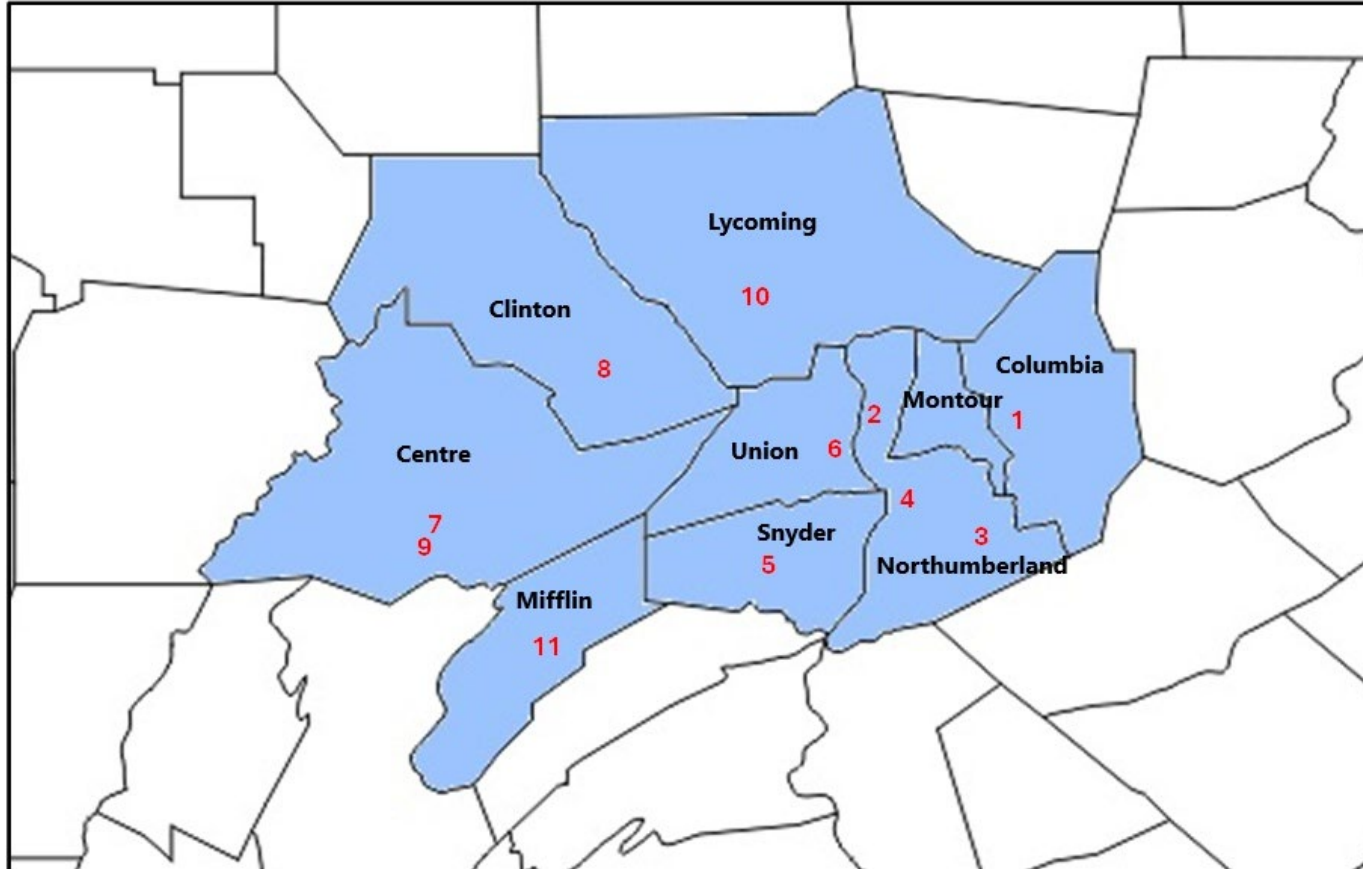 Lycoming
10
Clinton
8
Columbia
Montour
2
1
Centre
Union
6
4
7
9
Snyder
3
5
Northumberland
Mifflin
11